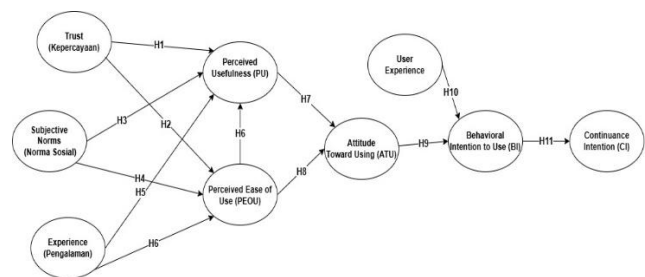 Trust
(Kepercayaan)
H1
Perceived
Usefulness (PU)
User
Experience
H10
H7
H3
H2
H6
Subjective
Norms
(Norma Sosial)
Attitude
Toward Using (ATU)
H9
Behavioral
Intention to Use (BI)
H11
Continuance
Intention (CI)
H4
H5
H8
Perceived Ease of
Use (PEOU)
Experience
(Pengalaman)
H6